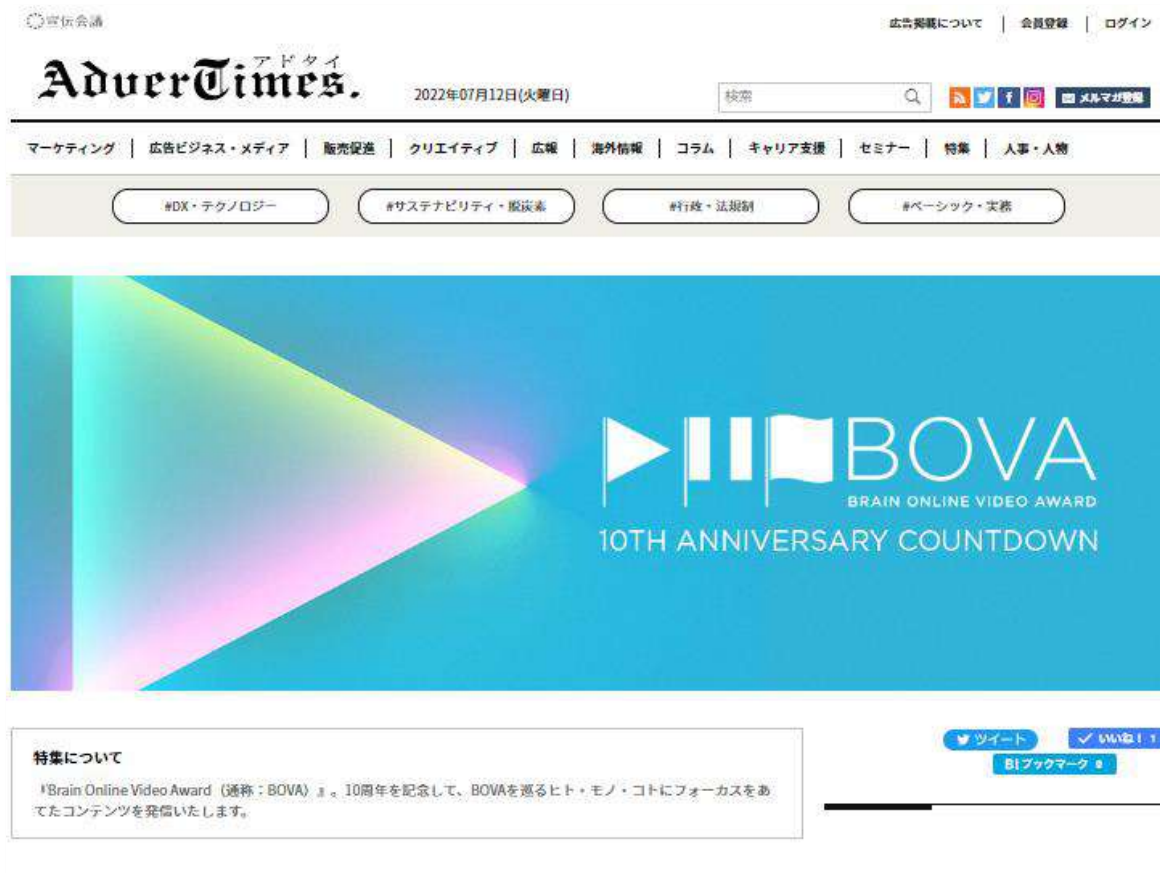 宣伝会議
広告掲載について | 会員登録 | ログイン
アドタイ
AdverTimes.
2022年07月12日(火曜日)
検索
メルマガ登録
マーケティング | 広告ビジネス・メディア | 販売促進 | クリエイティブ | 広報 | 海外情報 | コラム | キャリア支援 | セミナー | 特集 | 人事・人物
#DX・テクノロジー
#サステナビリティ・脱炭素
#行政・法規制
#ベーシック・実務
BOVA
BRAIN ONLINE VIDEO AWARD
10TH ANNIVERSARY COUNTDOWN
特集について
『Brain Online Video Award（通称：BOVA）』。10周年を記念して、BOVAを巡るヒト・モノ・コトにフォーカスをあ
てたコンテンツを発信いたします。
ツイート
いいね！ 1
B!ブックマーク 0